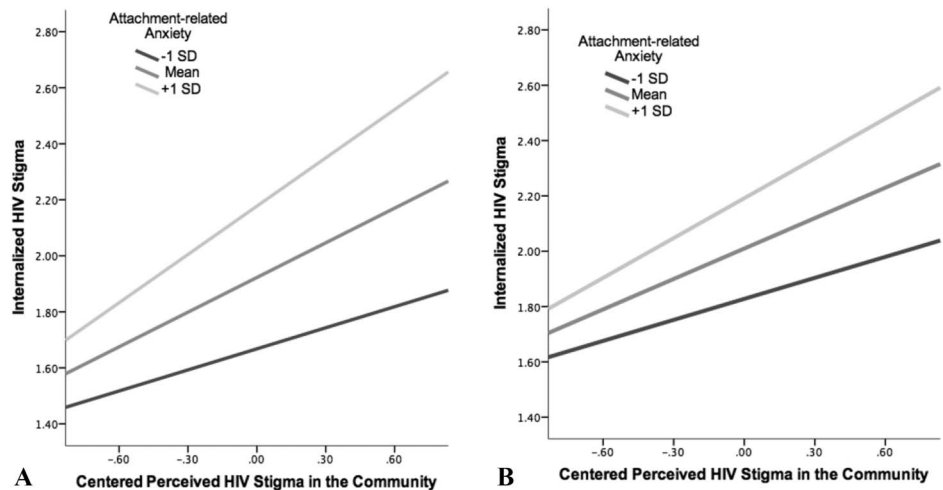 Attachment-related
Anxiety
-1 SD
Mean
+1 SD
2.80
2.60
2.40
2.20
2.00
1.80
1.60
1.40
Internalized HIV Stigma
-.60
-.30
.00
.30
.60
A
Centered Perceived HIV Stigma in the Community
Attachment-related
Anxiety
-1 SD
Mean
+1 SD
2.80
2.60
2.40
2.20
2.00
1.80
1.60
1.40
Internalized HIV Stigma
-.60
-.30
.00
.30
.60
B
Centered Perceived HIV Stigma in the Community